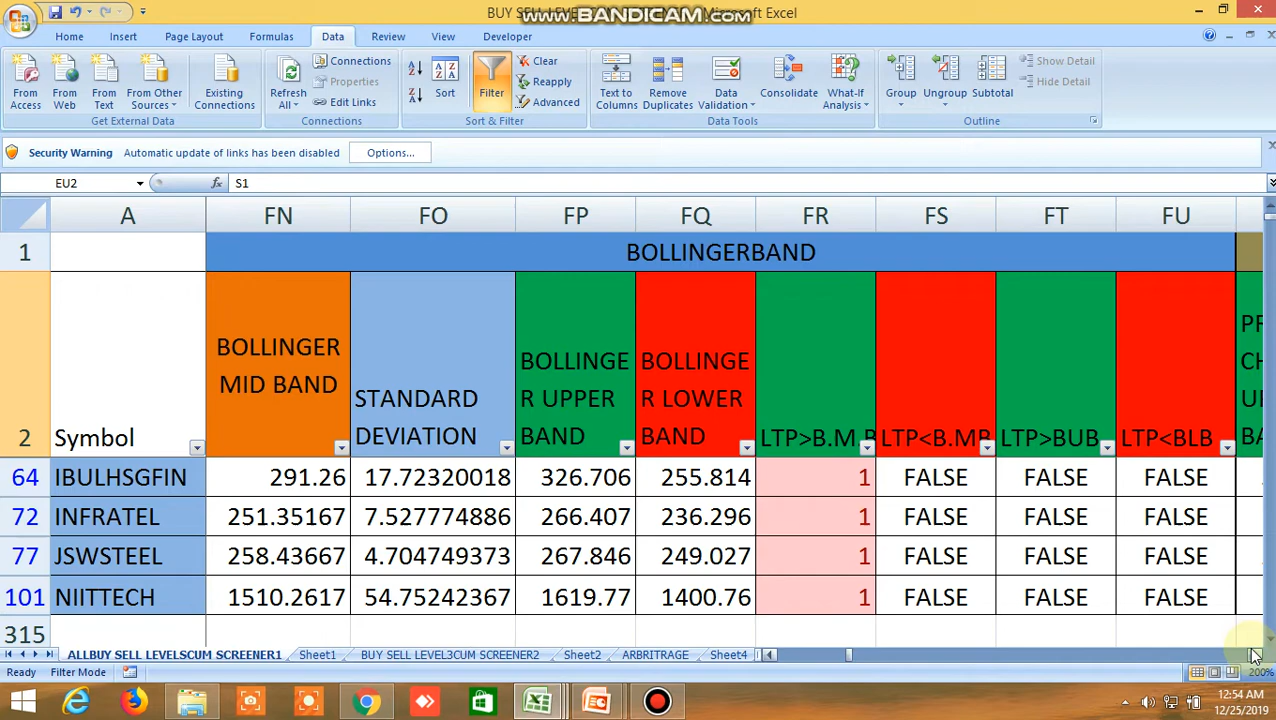 BUY SELL LEVE
Microsoft Excel
www.BANDICAM.com
Home Insert Page Layout Formulas Data Review View Developer
From Access
From Web
From Text
From Other Sources
Existing Connections
Get External Data
Refresh All
Connections
Properties
Edit Links
Connections
Sort
Filter
Clear
Reapply
Advanced
Sort & Filter
Text to Columns
Remove Duplicates
Data Validation
Consolidate
What-If Analysis
Data Tools
Group
Ungroup
Subtotal
Show Detail
Hide Detail
Outline
Security Warning Automatic update of links has been disabled Options...
EU2 fx S1
A FN FO FP FQ FR FS FT FU
1 BOLLINGERBAND
2 Symbol
BOLLINGER
MID BAND
STANDARD
DEVIATION
BOLLINGE
R UPPER
BAND
BOLLINGE
R LOWER
BAND
LTP>B.M B
LTP<B.MB
LTP>BUB
LTP<BLB
64 IBULHSGFIN 291.26 17.72320018 326.706 255.814 1 FALSE FALSE FALSE
72 INFRATEL 251.35167 7.527774886 266.407 236.296 1 FALSE FALSE FALSE
77 JSWSTEEL 258.43667 4.704749373 267.846 249.027 1 FALSE FALSE FALSE
101 NIITTECH 1510.2617 54.75242367 1619.77 1400.76 1 FALSE FALSE FALSE
315
ALLBUY SELL LEVELSCUM SCREENER1 Sheet1 BUY SELL LEVEL3CUM SCREENER2 Sheet2 ARBRITRAGE Sheet4
Ready Filter Mode 200%
12:54 AM
12/25/2019